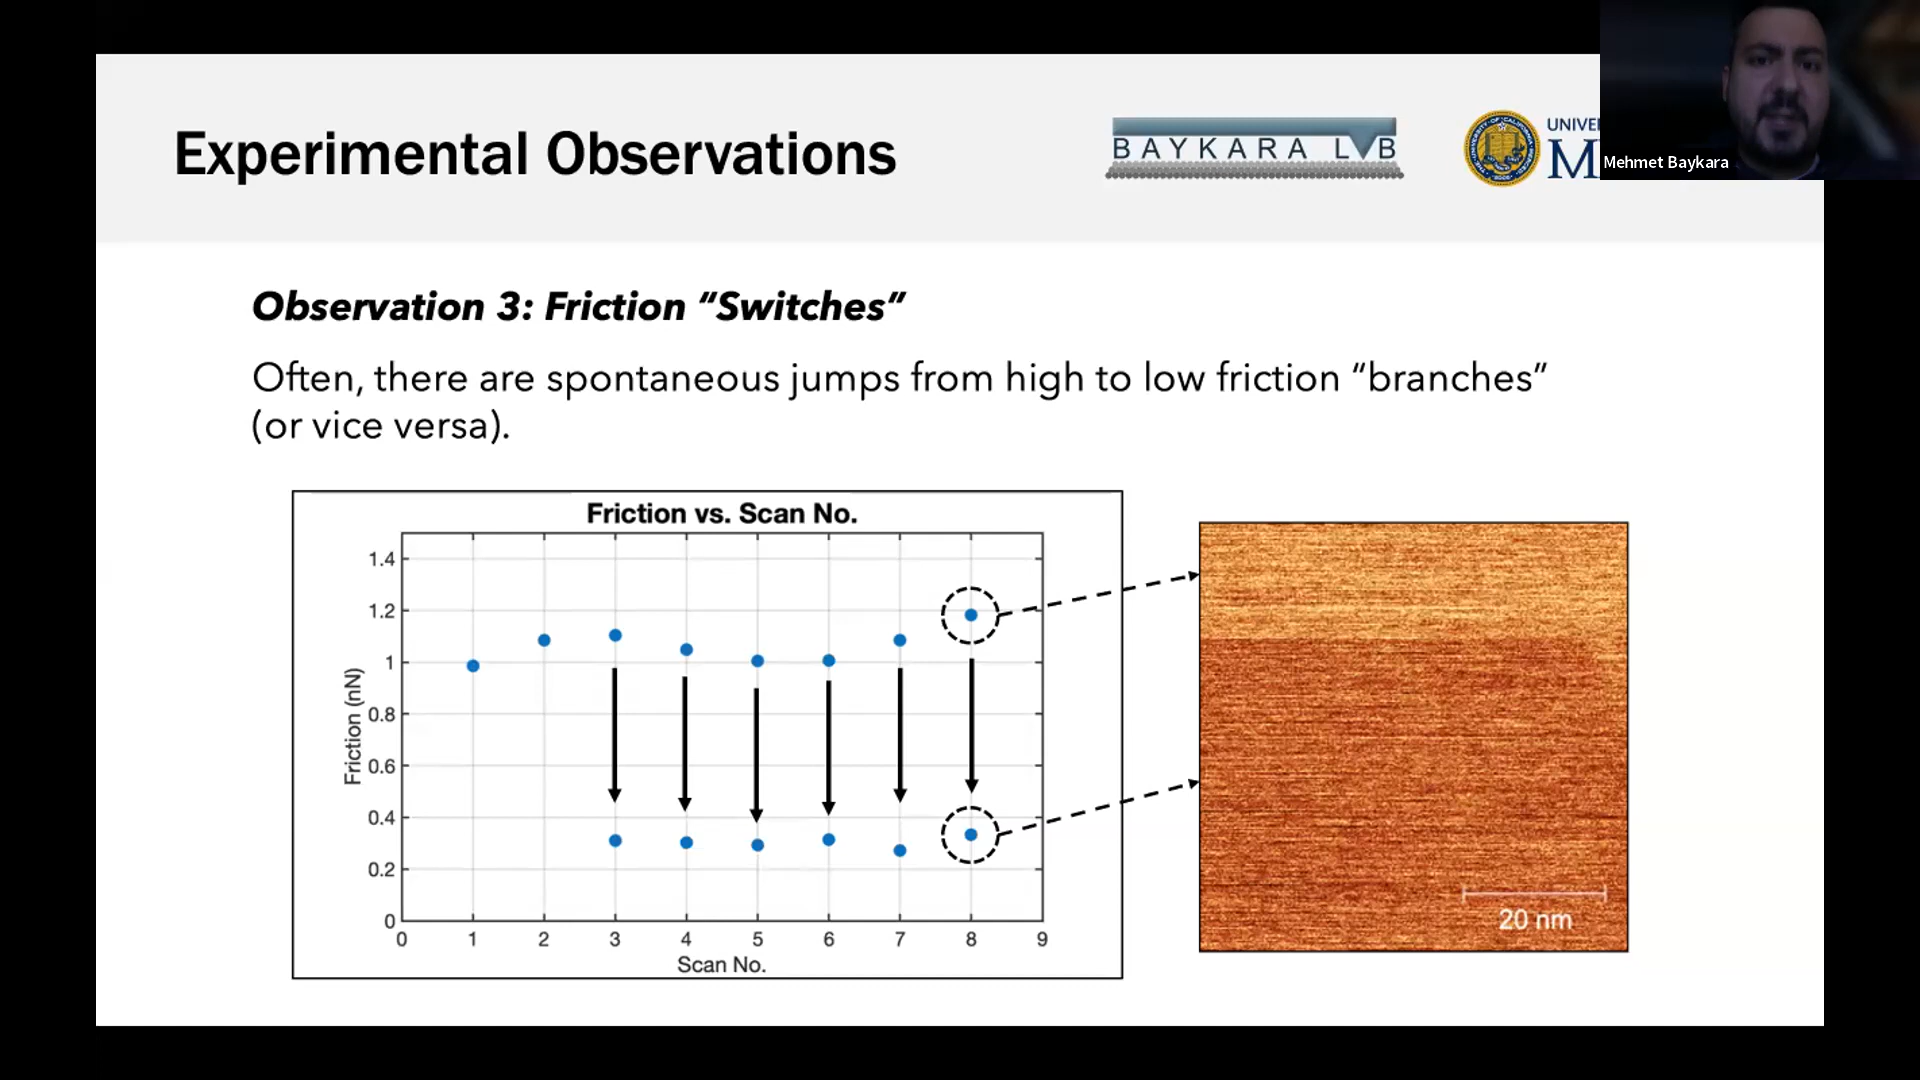 Experimental Observations
BAYKARA LAB
UNIVE
M
Mehmet Baykara
Observation 3: Friction “Switches”
Often, there are spontaneous jumps from high to low friction “branches”
(or vice versa).
Friction vs. Scan No.
1.4
1.2
1
0.8
0.6
0.4
0.2
0
Friction (nN)
0 1 2 3 4 5 6 7 8 9
Scan No.
20 nm